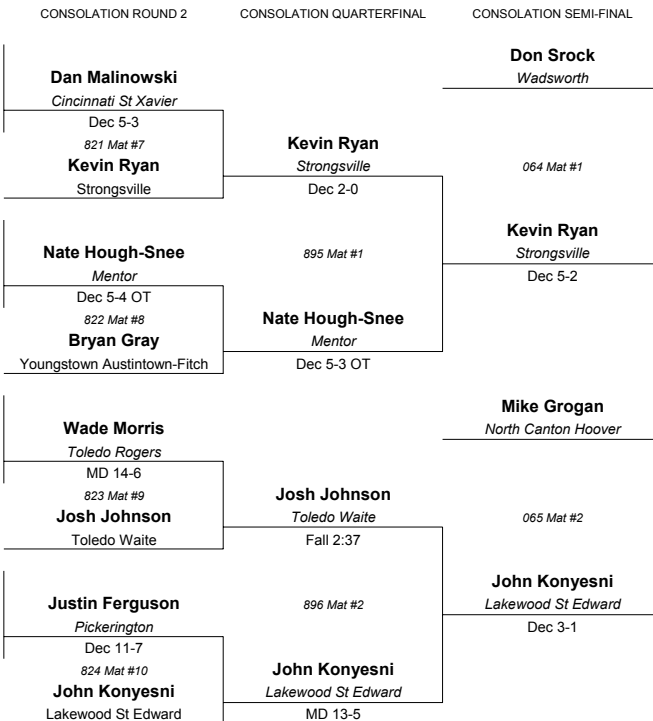 CONSOLATION ROUND 2
CONSOLATION QUARTERFINAL
CONSOLATION SEMI-FINAL
Dan Malinowski
Cincinnati St Xavier
Dec 5-3
821 Mat #7
Kevin Ryan
Strongsville
Nate Hough-Snee
Mentor
Dec 5-4 OT
822 Mat #8
Bryan Gray
Youngstown Austintown-Fitch
Wade Morris
Toledo Rogers
MD 14-6
823 Mat #9
Josh Johnson
Toledo Waite
Justin Ferguson
Pickerington
Dec 11-7
824 Mat #10
John Konyesni
Lakewood St Edward
Kevin Ryan
Strongsville
Dec 2-0
895 Mat #1
Nate Hough-Snee
Mentor
Dec 5-3 OT
Josh Johnson
Toledo Waite
Fall 2:37
896 Mat #2
John Konyesni
Lakewood St Edward
MD 13-5
Don Srock
Wadsworth
064 Mat #1
Kevin Ryan
Strongsville
Dec 5-2
Mike Grogan
North Canton Hoover
065 Mat #2
John Konyesni
Lakewood St Edward
Dec 3-1